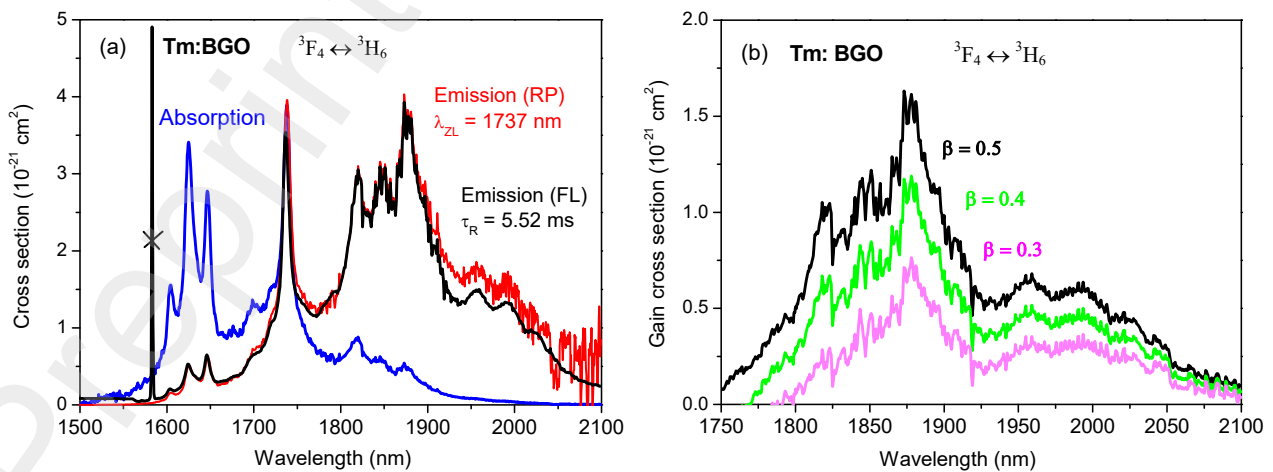 (a) Tm:BGO ³F₄ ↔ ³H₆
Absorption
Emission (RP)
λ_ZL = 1737 nm
Emission (FL)
τ_R = 5.52 ms
5
4
3
2
1
0
Cross section (10⁻²¹ cm²)
1500 1600 1700 1800 1900 2000 2100
Wavelength (nm)
(b) Tm: BGO ³F₄ ↔ ³H₆
β = 0.5
β = 0.4
β = 0.3
2.0
1.5
1.0
0.5
0.0
Gain cross section (10⁻²¹ cm²)
1750 1800 1850 1900 1950 2000 2050 2100
Wavelength (nm)
Preprint